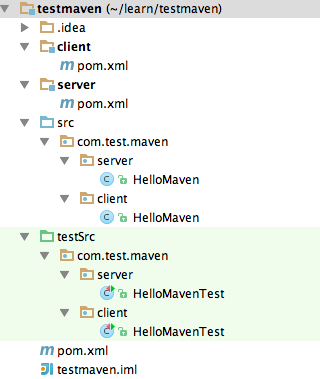 testmaven (~/learn/testmaven)
.idea
client
pom.xml
server
pom.xml
src
com.test.maven
server
HelloMaven
client
HelloMaven
testSrc
com.test.maven
server
HelloMavenTest
client
HelloMavenTest
pom.xml
testmaven.iml